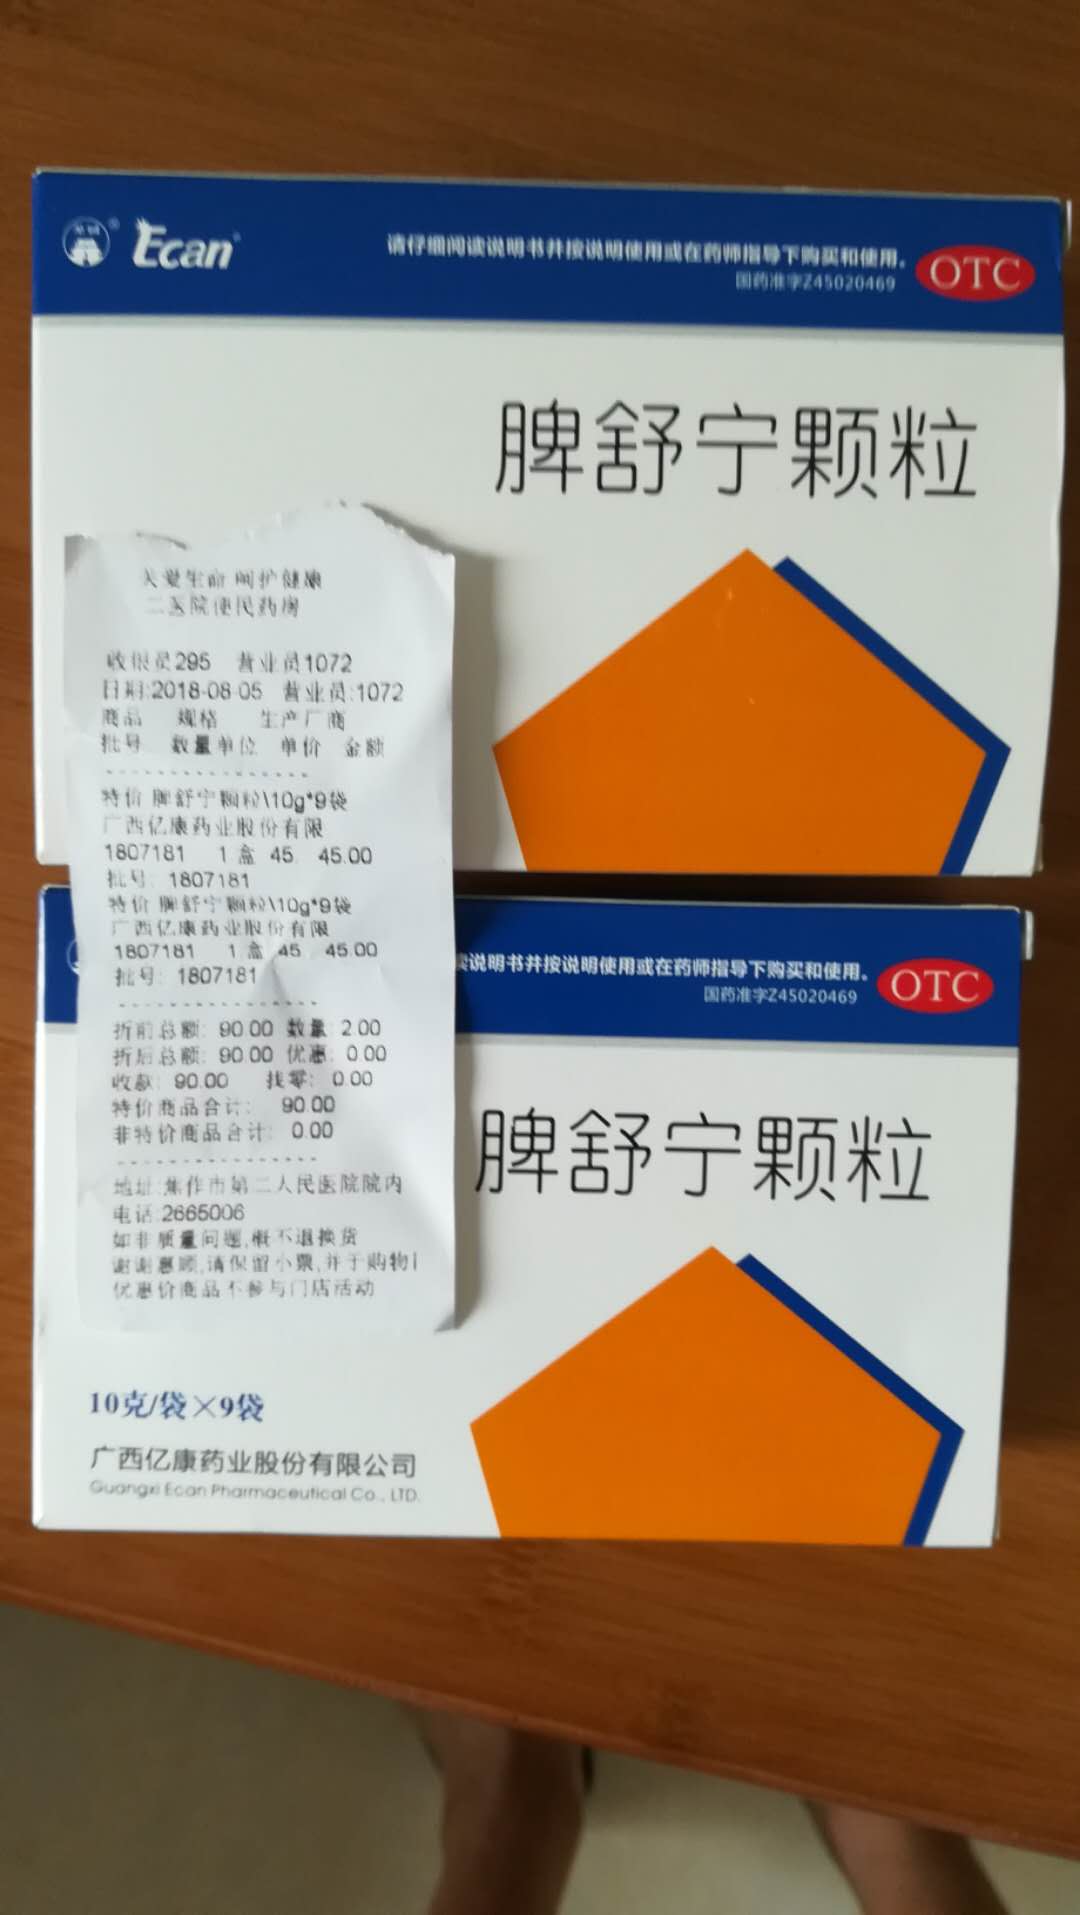 Ecan
请仔细阅读说明书并按说明使用或在药师指导下购买和使用。
国药准字Z45020469
OTC
脾舒宁颗粒
关爱生命 呵护健康
二医院便民药房
收银员295 营业员1072
日期:2018-08-05 营业员:1072
商品 规格 生产厂商
批号 数量单位 单价 金额
特价 脾舒宁颗粒\10g*9袋
广西亿康药业股份有限
1807181 1 盒 45. 45.00
批号: 1807181
特价 脾舒宁颗粒\10g*9袋
广西亿康药业股份有限
1807181 1 盒 45 45.00
批号: 1807181
折前总额: 90.00 数量: 2.00
折后总额: 90.00 优惠: 0.00
收款: 90.00 找零: 0.00
特价商品合计: 90.00
非特价商品合计: 0.00
地址:焦作市第二人民医院院内
电话:2665006
如非质量问题,概不退换货
谢谢惠顾,请保留小票,并于购物
优惠价商品不参与门店活动
读说明书并按说明使用或在药师指导下购买和使用。
国药准字Z45020469
OTC
脾舒宁颗粒
10克/袋×9袋
广西亿康药业股份有限公司
Guangxi Ecan Pharmaceutical Co., LTD.